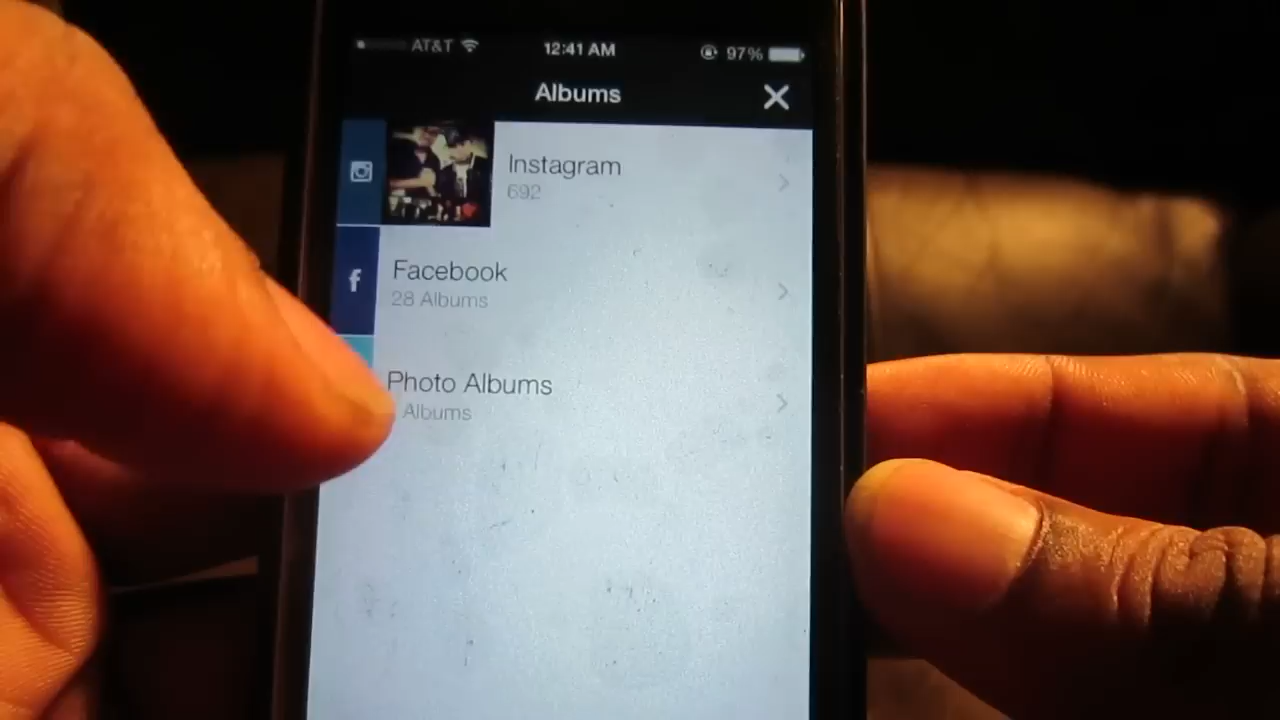 AT&T 12:41 AM 97%
Albums
Instagram
692
f
Facebook
28 Albums
Photo Albums
Albums